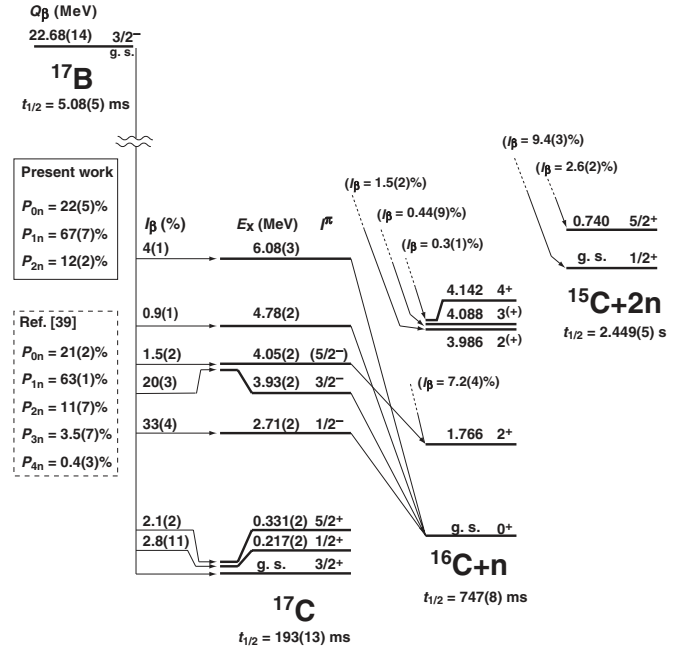 Qβ (MeV)
22.68(14) 3/2⁻
g. s.
¹⁷B
t1/2 = 5.08(5) ms
Present work
P0n = 22(5)%
P1n = 67(7)%
P2n = 12(2)%
Ref. [39]
P0n = 21(2)%
P1n = 63(1)%
P2n = 11(7)%
P3n = 3.5(7)%
P4n = 0.4(3)%
Iβ (%) Ex (MeV) Iπ
4(1) 6.08(3)
0.9(1) 4.78(2)
1.5(2) 4.05(2) (5/2⁻)
20(3) 3.93(2) 3/2⁻
33(4) 2.71(2) 1/2⁻
2.1(2) 0.331(2) 5/2⁺
2.8(11) 0.217(2) 1/2⁺
g. s. 3/2⁺
¹⁷C
t1/2 = 193(13) ms
(Iβ = 1.5(2)%)
(Iβ = 0.44(9)%)
(Iβ = 0.3(1)%)
4.142 4⁺
4.088 3⁽⁺⁾
3.986 2⁽⁺⁾
(Iβ = 7.2(4)%)
1.766 2⁺
g. s. 0⁺
¹⁶C+n
t1/2 = 747(8) ms
(Iβ = 9.4(3)%)
(Iβ = 2.6(2)%)
0.740 5/2⁺
g. s. 1/2⁺
¹⁵C+2n
t1/2 = 2.449(5) s